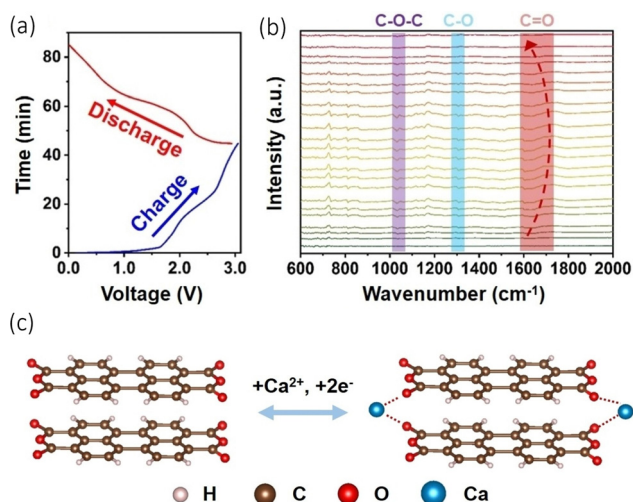 (a)
80
60
40
20
0
Time (min)
Discharge
Charge
0.0 1.0 2.0 3.0
Voltage (V)
(b)
C-O-C C-O C=O
Intensity (a.u.)
600 800 1000 1200 1400 1600 1800 2000
Wavenumber (cm⁻¹)
(c)
+Ca²⁺, +2e⁻
H C O Ca